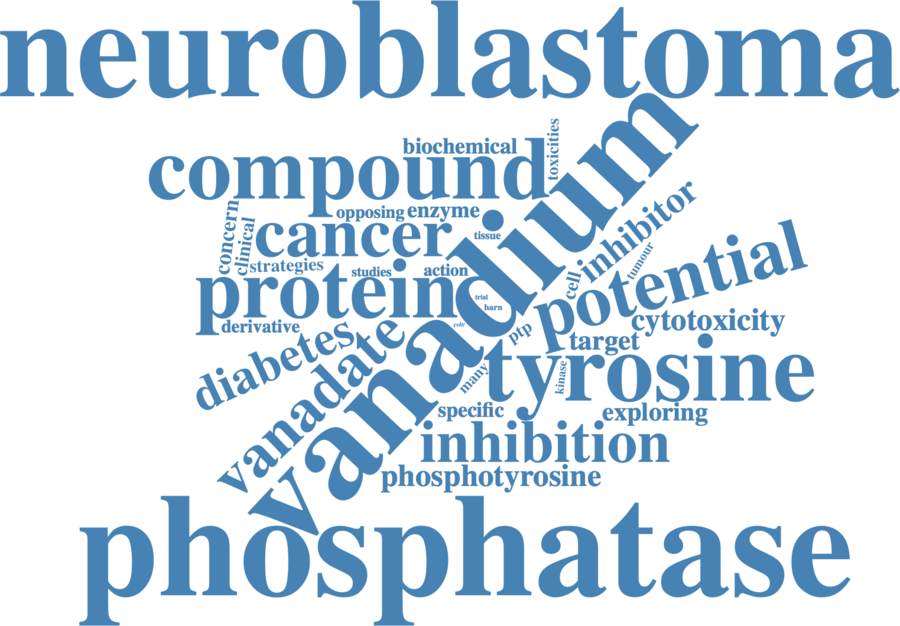 neuroblastoma
vanadium
toxicities
biochemical
compound
opposing
enzyme
concern
clinical
cancer
tissue
inhibitor
tumour
cell
potential
strategies
studies
action
protein
trial
harn
role
ptp
derivative
cytotoxicity
target
diabetes
vanadate
tyrosine
many
kinase
specific
exploring
inhibition
phosphotyrosine
phosphatase